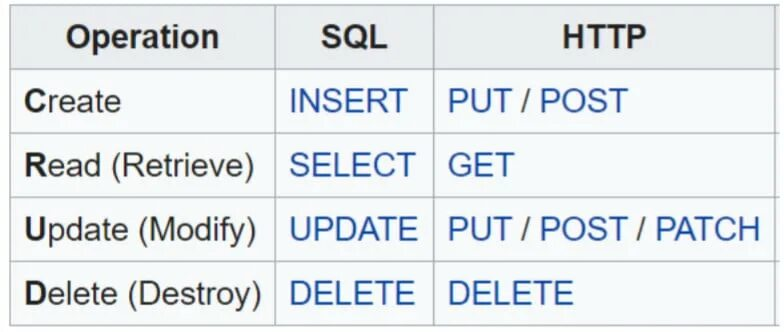 Operation SQL HTTP
Create INSERT PUT / POST
Read (Retrieve) SELECT GET
Update (Modify) UPDATE PUT / POST / PATCH
Delete (Destroy) DELETE DELETE